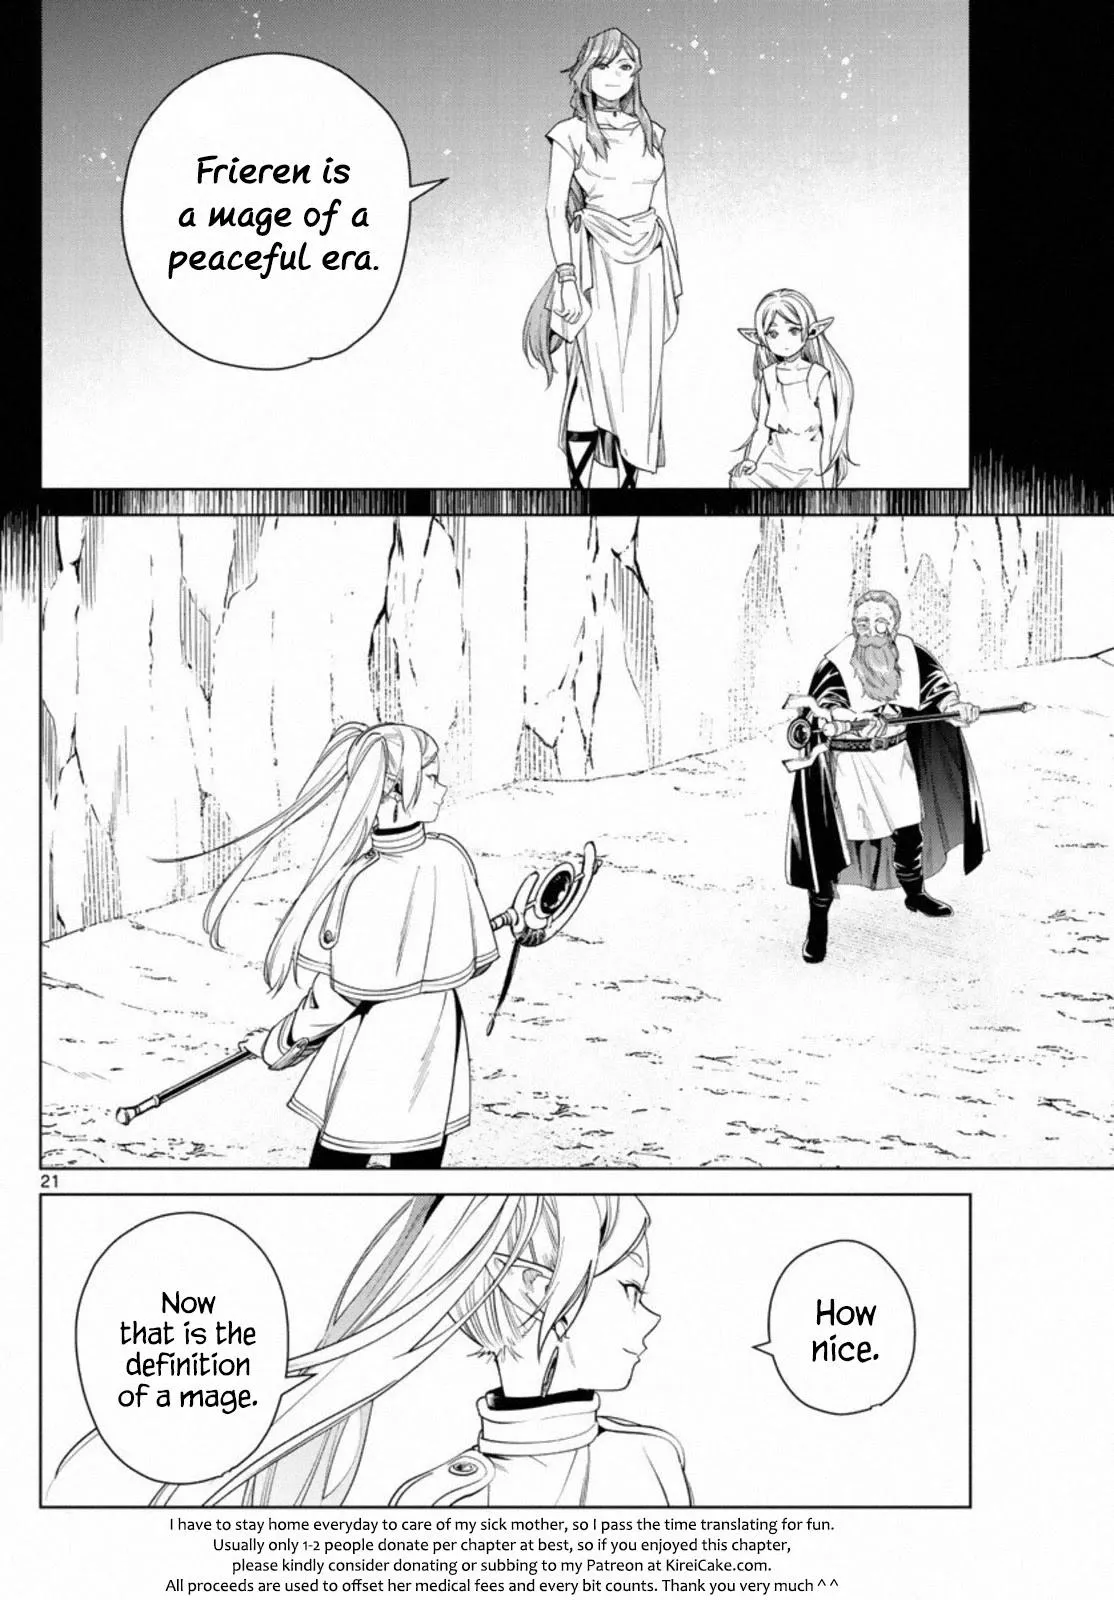 Frieren is
a mage of a
peaceful era.
21
How
nice.
Now
that is the
definition
of a mage.
I have to stay home everyday to care of my sick mother, so I pass the time translating for fun.
Usually only 1-2 people donate per chapter at best, so if you enjoyed this chapter,
please kindly consider donating or subbing to my Patreon at KireiCake.com.
All proceeds are used to offset her medical fees and every bit counts. Thank you very much ^ ^